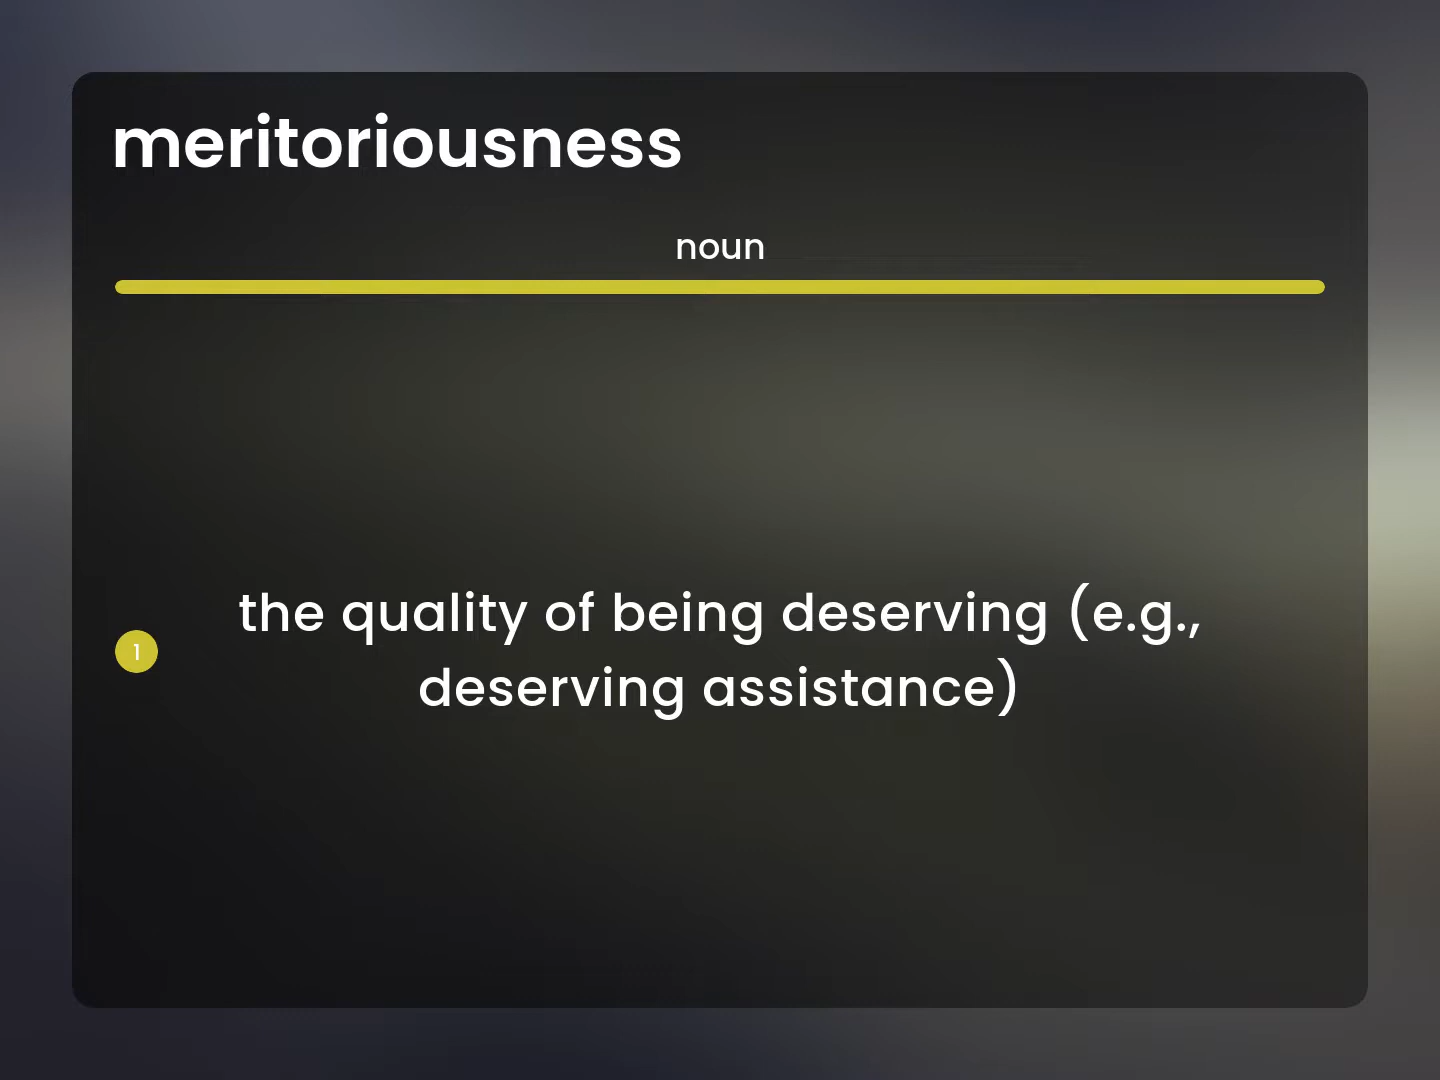 meritoriousness
noun
1
the quality of being deserving (e.g.,
deserving assistance)